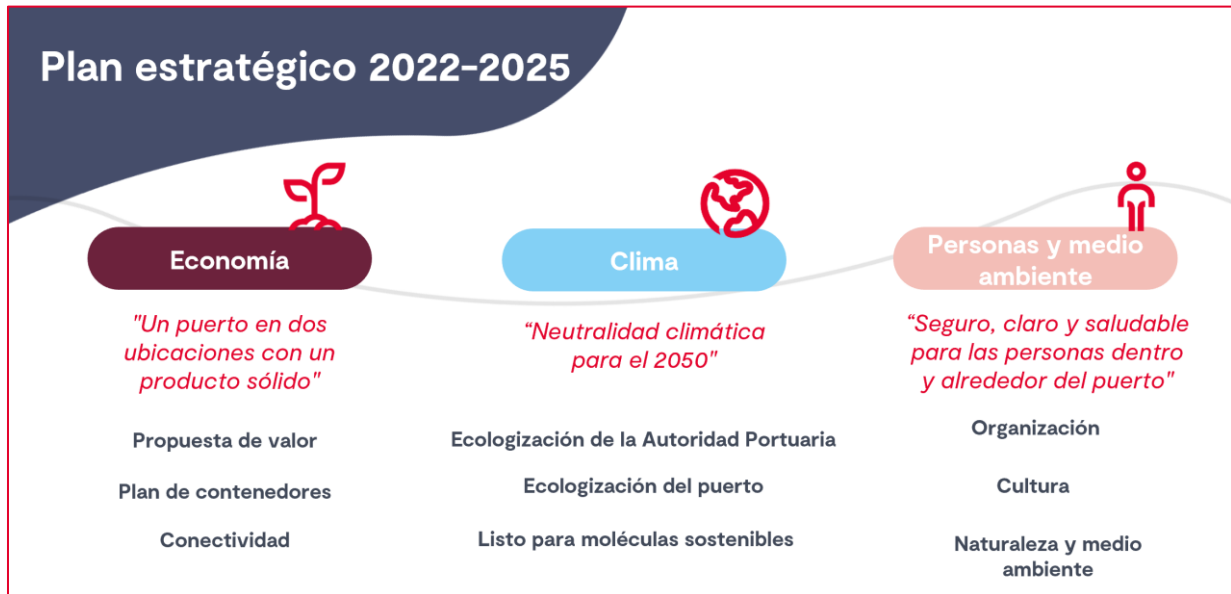 Plan estratégico 2022-2025
Economía
"Un puerto en dos
ubicaciones con un
producto sólido"
Propuesta de valor
Plan de contenedores
Conectividad
Clima
“Neutralidad climática
para el 2050"
Ecologización de la Autoridad Portuaria
Ecologización del puerto
Listo para moléculas sostenibles
Personas y medio
ambiente
“Seguro, claro y saludable
para las personas dentro
y alrededor del puerto"
Organización
Cultura
Naturaleza y medio
ambiente